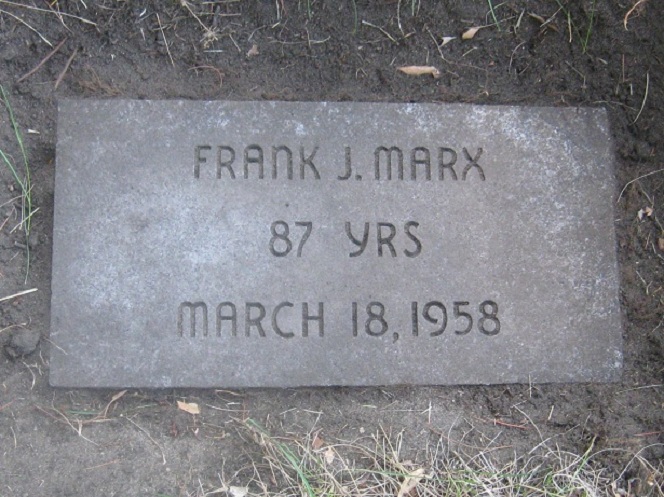 FRANK J. MARX
87 YRS
MARCH 18, 1958